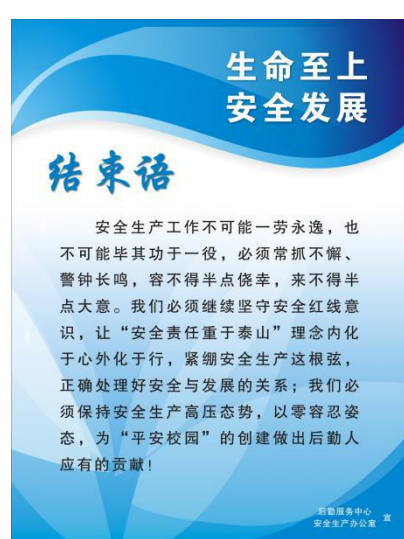 生命至上
安全发展
结束语
安全生产工作不可能一劳永逸，也
不可能毕其功于一役，必须常抓不懈、
警钟长鸣，容不得半点侥幸，来不得半
点大意。我们必须继续坚守安全红线意
识，让“安全责任重于泰山”理念内化
于心外化于行，紧绷安全生产这根弦，
正确处理好安全与发展的关系；我们必
须保持安全生产高压态势，以零容忍姿
态，为“平安校园”的创建做出后勤人
应有的贡献！
后勤服务中心
安全生产办公室 宣